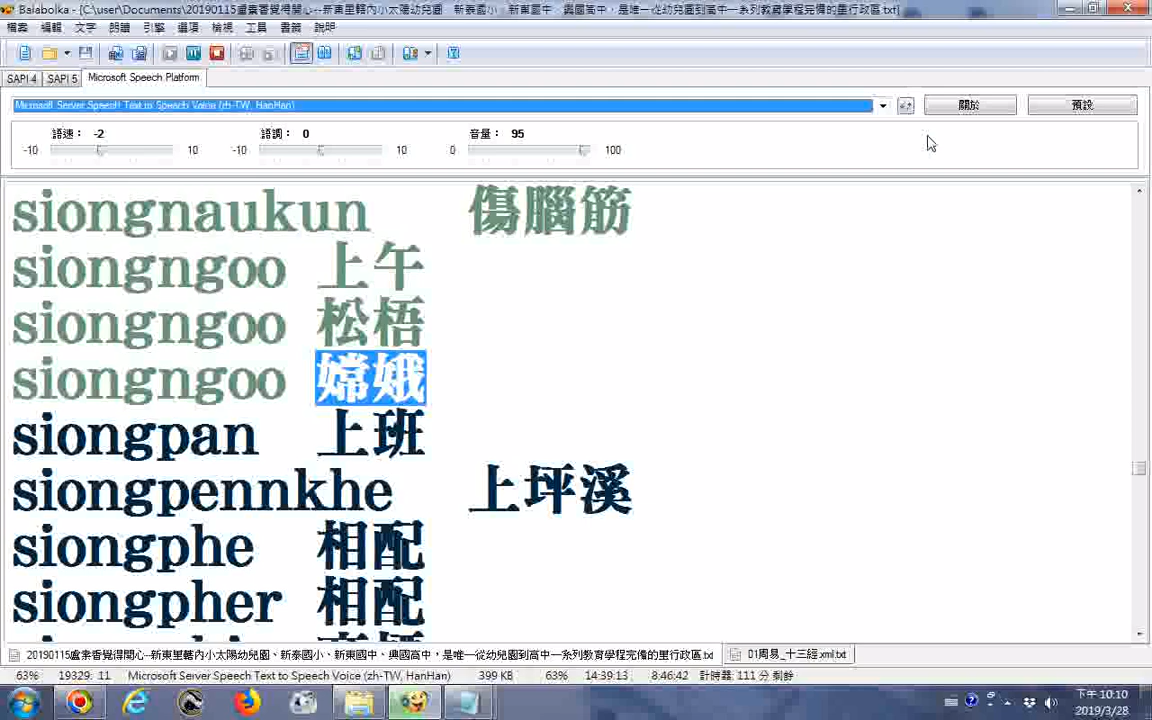 Balabolka - [C:\user\Documents\20190115盧素香覺得開心--新東里轄內小太陽幼兒園、新泰國小、新東國中、興國高中，是唯一從幼兒園到高中一系列教育學程完備的里行政區.txt]
檔案 編輯 文字 朗讀 引擎 選項 檢視 工具 書籤 說明
SAPI 4 SAPI 5 Microsoft Speech Platform
Microsoft Server Speech Text to Speech Voice (zh-TW, HanHan)
關於 預設
語速： -2 語調： 0 音量： 95
-10 10 -10 10 0 100
siongnaukun 傷腦筋
siongngoo 上午
siongngoo 松梧
siongngoo 嫦娥
siongpan 上班
siongpennkhe 上坪溪
siongphe 相配
siongpher 相配
20190115盧素香覺得開心--新東里轄內小太陽幼兒園、新泰國小、新東國中、興國高中，是唯一從幼兒園到高中一系列教育學程完備的里行政區.txt 01周易_十三經.xml.txt
63% 19329: 11 Microsoft Server Speech Text to Speech Voice (zh-TW, HanHan) 399 KB 63% 14:39:13 8:46:42 計時器: 111 分 剩餘
下午 10:10
2019/3/28